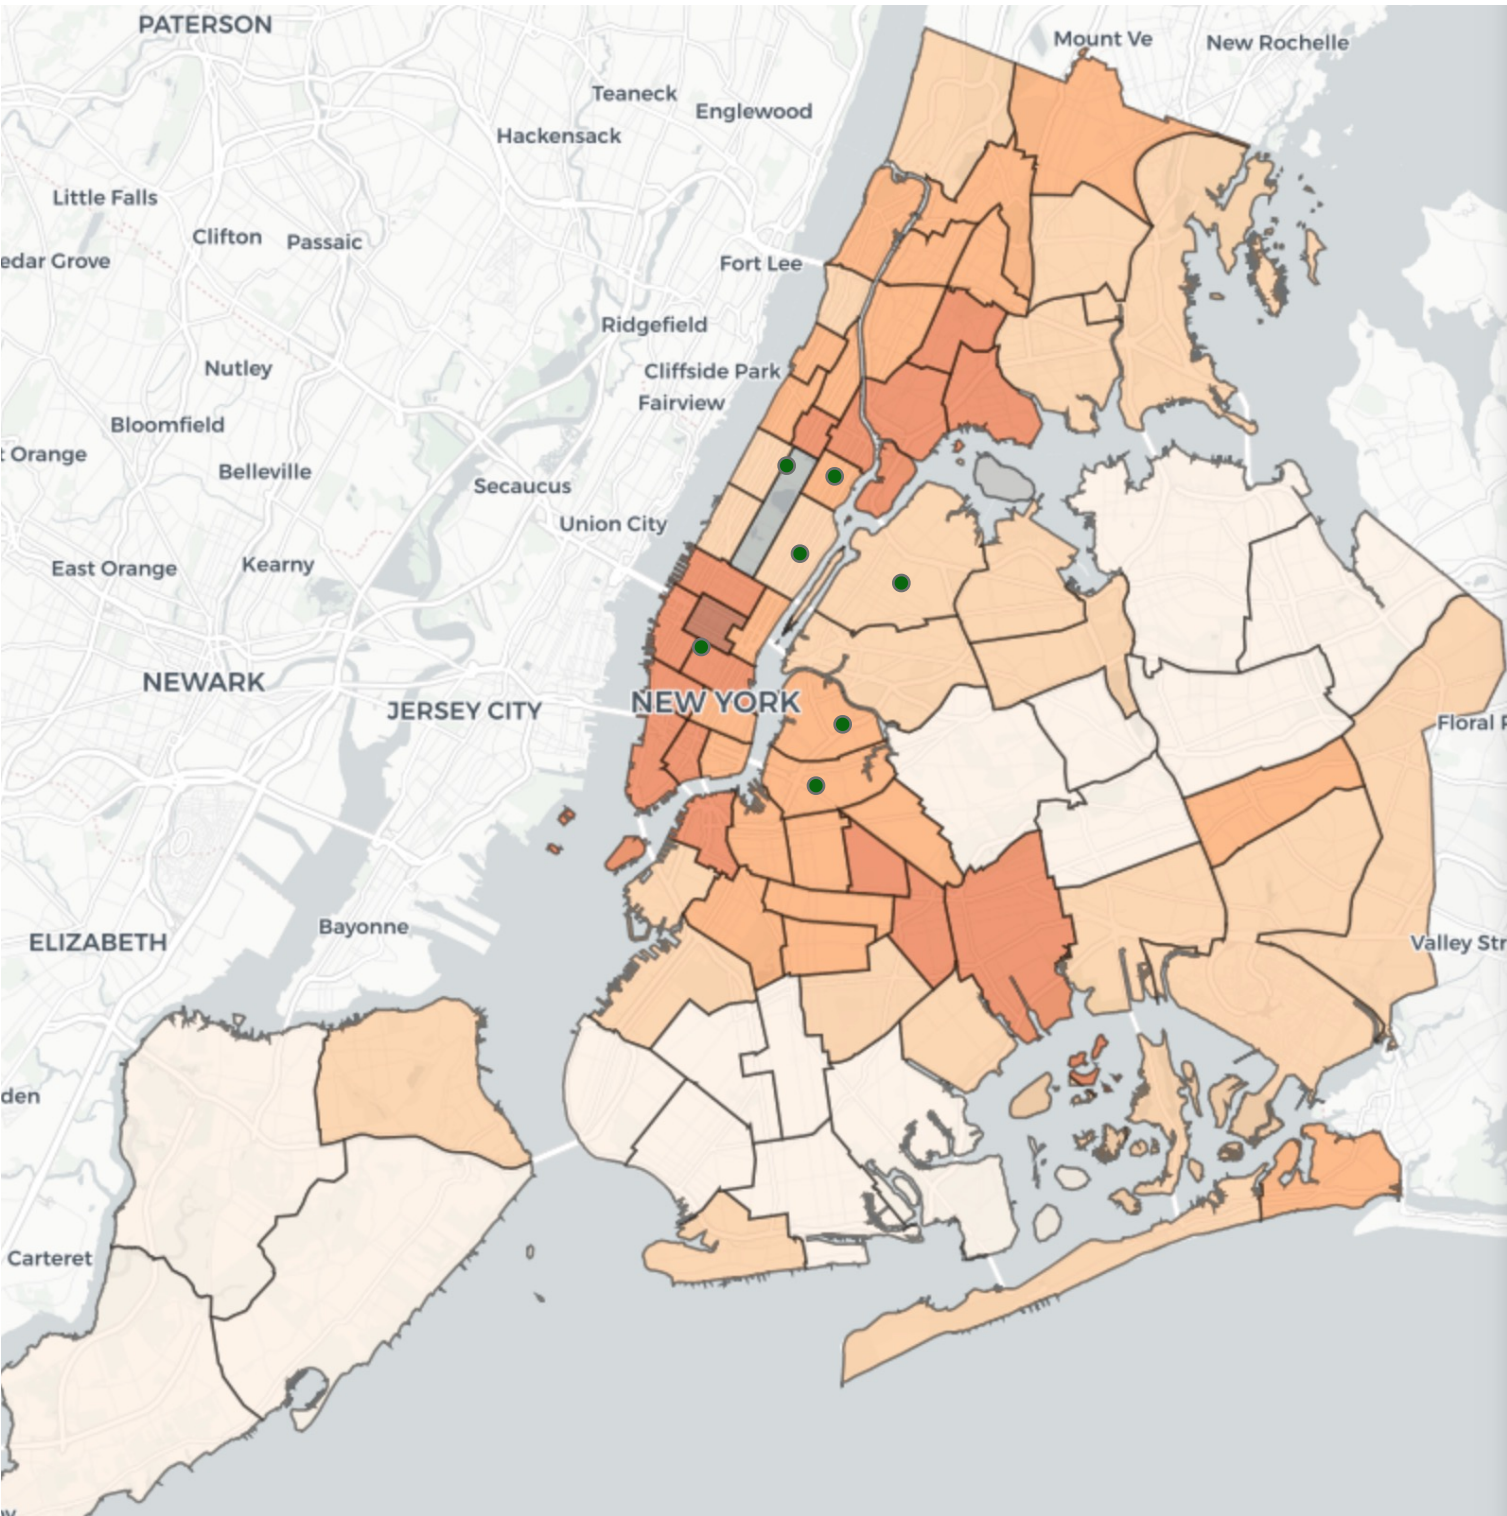 PATERSON
Mount Ve
New Rochelle
Teaneck
Englewood
Hackensack
Little Falls
Clifton
Passaic
edar Grove
Fort Lee
Ridgefield
Nutley
Cliffside Park
Fairview
Bloomfield
t Orange
Belleville
Secaucus
Union City
East Orange
Kearny
NEWARK
JERSEY CITY
NEW YORK
Floral P
Bayonne
ELIZABETH
Valley Str
den
Carteret
w